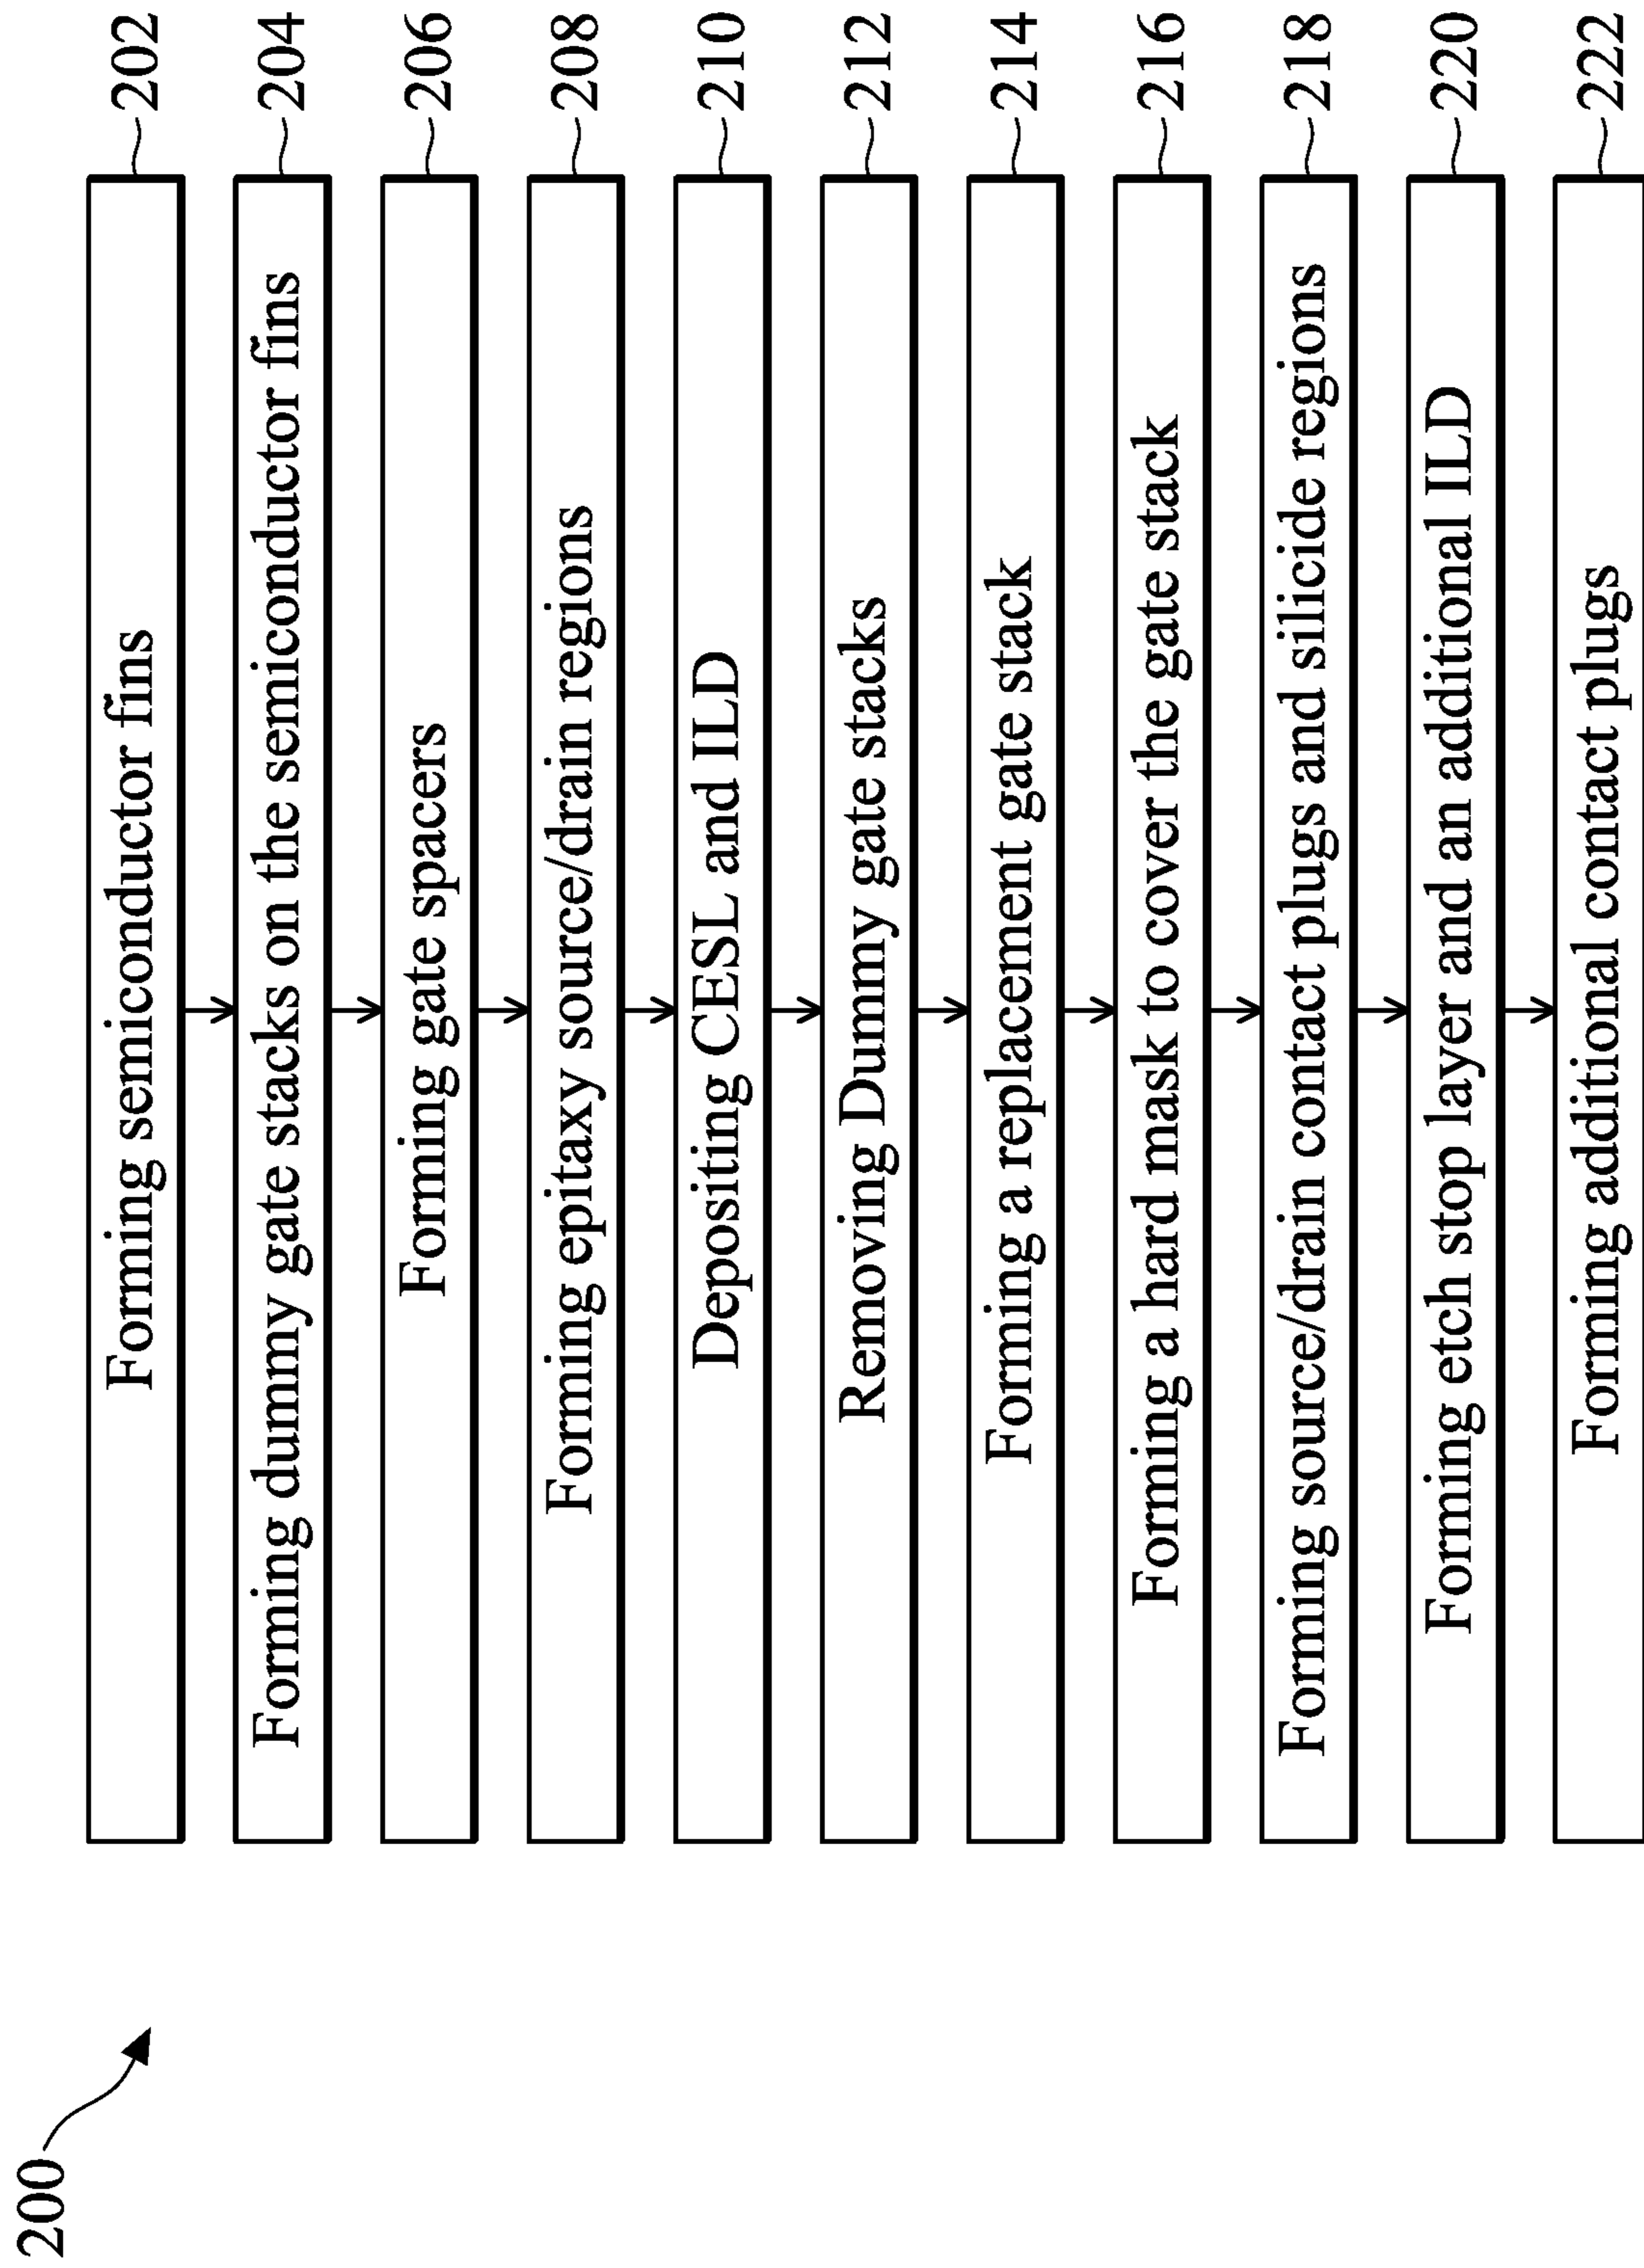 200
Forming semiconductor fins 202
Forming dummy gate stacks on the semiconductor fins 204
Forming gate spacers 206
Forming epitaxy source/drain regions 208
Depositing CESL and ILD 210
Removing Dummy gate stacks 212
Forming a replacement gate stack 214
Forming a hard mask to cover the gate stack 216
Forming source/drain contact plugs and silicide regions 218
Forming etch stop layer and an additional ILD 220
Forming additional contact plugs 222